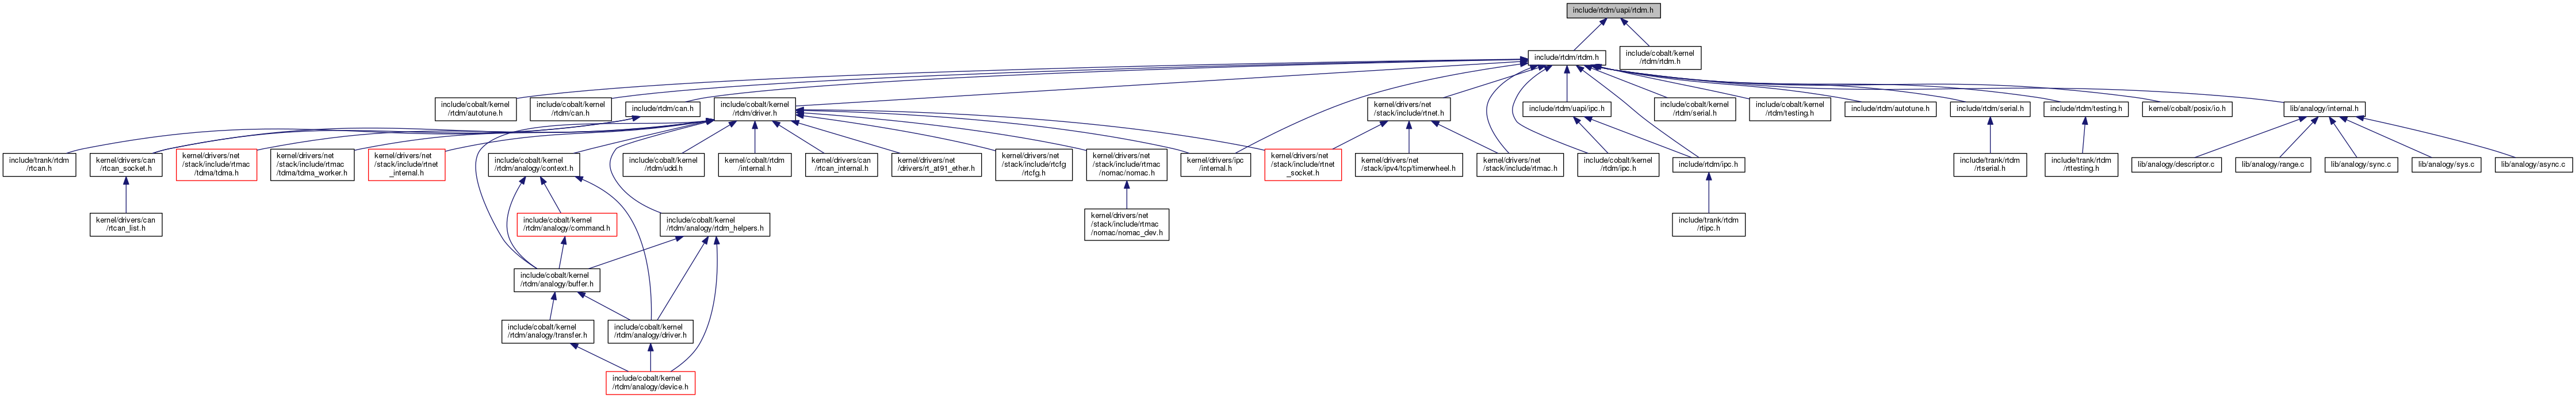 include/rtdm/uapi/rtdm.h
include/rtdm/rtdm.h
include/cobalt/kernel
/rtdm/rtdm.h
include/cobalt/kernel
/rtdm/autotune.h
include/cobalt/kernel
/rtdm/can.h
include/rtdm/can.h
include/cobalt/kernel
/rtdm/driver.h
kernel/drivers/net
/stack/include/rtnet.h
include/rtdm/uapi/ipc.h
include/cobalt/kernel
/rtdm/serial.h
include/cobalt/kernel
/rtdm/testing.h
include/rtdm/autotune.h
include/rtdm/serial.h
include/rtdm/testing.h
kernel/cobalt/posix/io.h
lib/analogy/internal.h
include/trank/rtdm
/rtcan.h
kernel/drivers/can
/rtcan_socket.h
kernel/drivers/net
/stack/include/rtmac
/tdma/tdma.h
kernel/drivers/net
/stack/include/rtmac
/tdma/tdma_worker.h
kernel/drivers/net
/stack/include/rtnet
_internal.h
include/cobalt/kernel
/rtdm/analogy/context.h
include/cobalt/kernel
/rtdm/udd.h
kernel/cobalt/rtdm
/internal.h
kernel/drivers/can
/rtcan_internal.h
kernel/drivers/net
/drivers/rt_at91_ether.h
kernel/drivers/net
/stack/include/rtcfg
/rtcfg.h
kernel/drivers/net
/stack/include/rtmac
/nomac/nomac.h
kernel/drivers/ipc
/internal.h
kernel/drivers/net
/stack/include/rtnet
_socket.h
kernel/drivers/net
/stack/ipv4/tcp/timerwheel.h
kernel/drivers/net
/stack/include/rtmac.h
include/cobalt/kernel
/rtdm/ipc.h
include/rtdm/ipc.h
include/trank/rtdm
/rtserial.h
include/trank/rtdm
/rttesting.h
lib/analogy/descriptor.c
lib/analogy/range.c
lib/analogy/sync.c
lib/analogy/sys.c
lib/analogy/async.c
kernel/drivers/can
/rtcan_list.h
include/cobalt/kernel
/rtdm/analogy/command.h
include/cobalt/kernel
/rtdm/analogy/rtdm_helpers.h
kernel/drivers/net
/stack/include/rtmac
/nomac/nomac_dev.h
include/trank/rtdm
/rtipc.h
include/cobalt/kernel
/rtdm/analogy/buffer.h
include/cobalt/kernel
/rtdm/analogy/transfer.h
include/cobalt/kernel
/rtdm/analogy/driver.h
include/cobalt/kernel
/rtdm/analogy/device.h